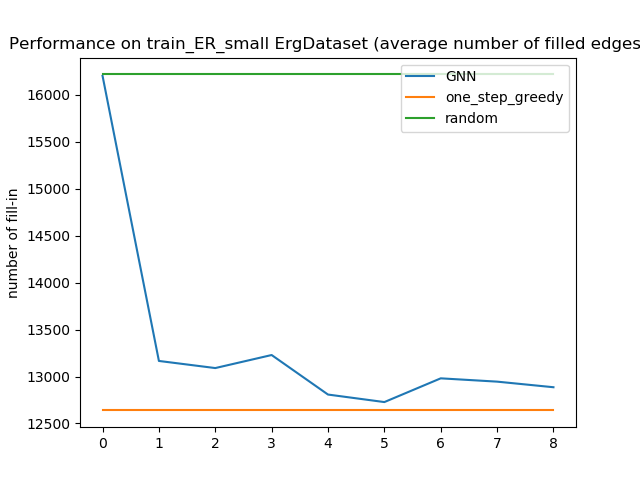 Performance on train_ER_small ErgDataset (average number of filled edges
GNN
one_step_greedy
random
number of fill-in
16000
15500
15000
14500
14000
13500
13000
12500
0 1 2 3 4 5 6 7 8